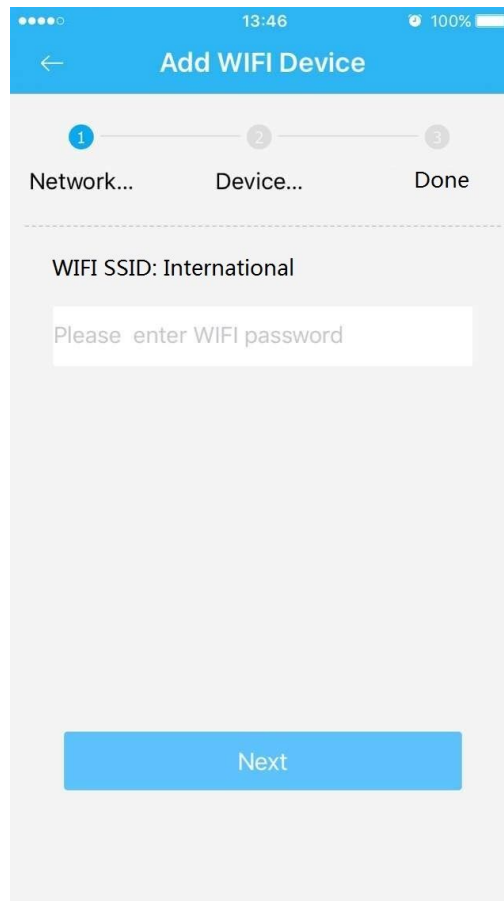 13:46 100%
Add WIFI Device
1 2 3
Network... Device... Done
WIFI SSID: International
Please enter WIFI password
Next